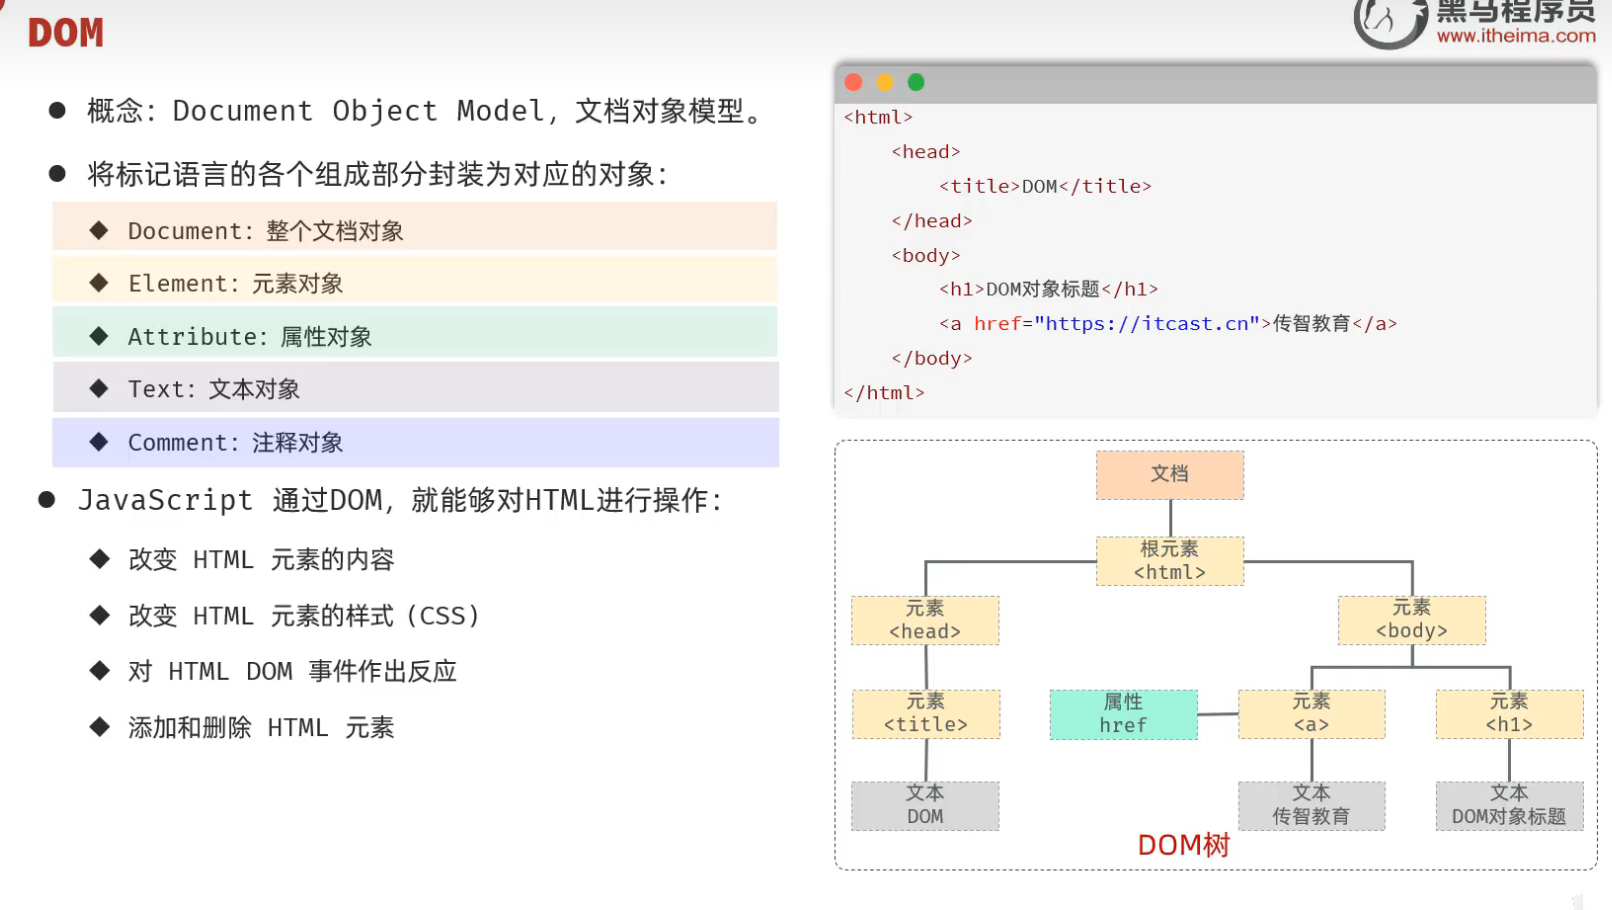 DOM
黑马程序员
www.itheima.com
概念：Document Object Model，文档对象模型。
将标记语言的各个组成部分封装为对应的对象：
Document：整个文档对象
Element：元素对象
Attribute：属性对象
Text：文本对象
Comment：注释对象
JavaScript 通过DOM，就能够对HTML进行操作：
改变 HTML 元素的内容
改变 HTML 元素的样式（CSS）
对 HTML DOM 事件作出反应
添加和删除 HTML 元素
<html>
<head>
<title>DOM</title>
</head>
<body>
<h1>DOM对象标题</h1>
<a href="https://itcast.cn">传智教育</a>
</body>
</html>
文档
根元素
<html>
元素
<head>
元素
<body>
元素
<title>
属性
href
元素
<a>
元素
<h1>
文本
DOM
文本
传智教育
文本
DOM对象标题
DOM树